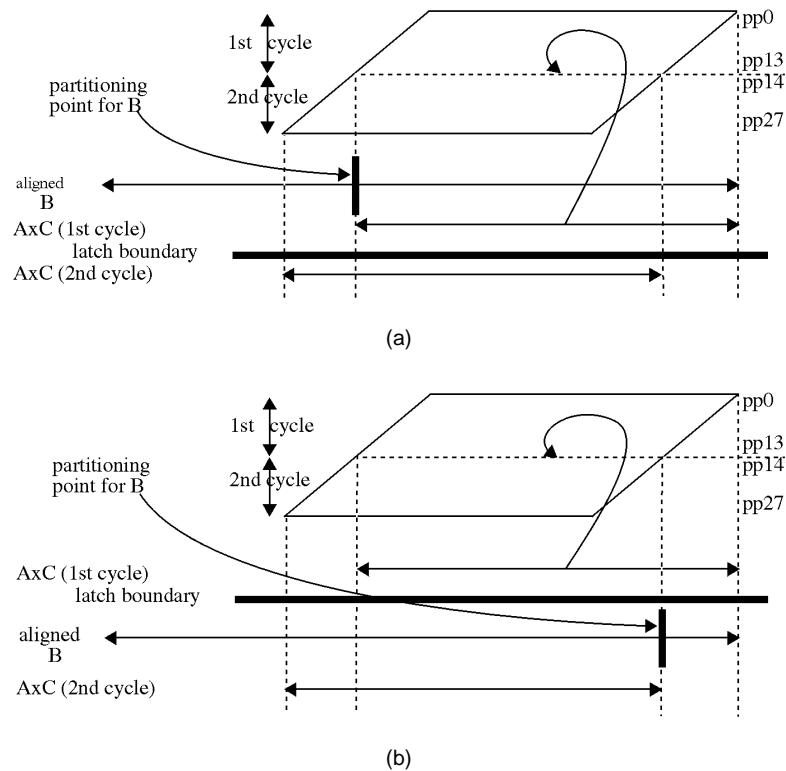 pp0
1st cycle
pp13
pp14
2nd cycle
partitioning
point for B
pp27
aligned
B
AxC (1st cycle)
latch boundary
AxC (2nd cycle)
(a)
pp0
1st cycle
pp13
pp14
partitioning
point for B
2nd cycle
pp27
AxC (1st cycle)
latch boundary
aligned
B
AxC (2nd cycle)
(b)